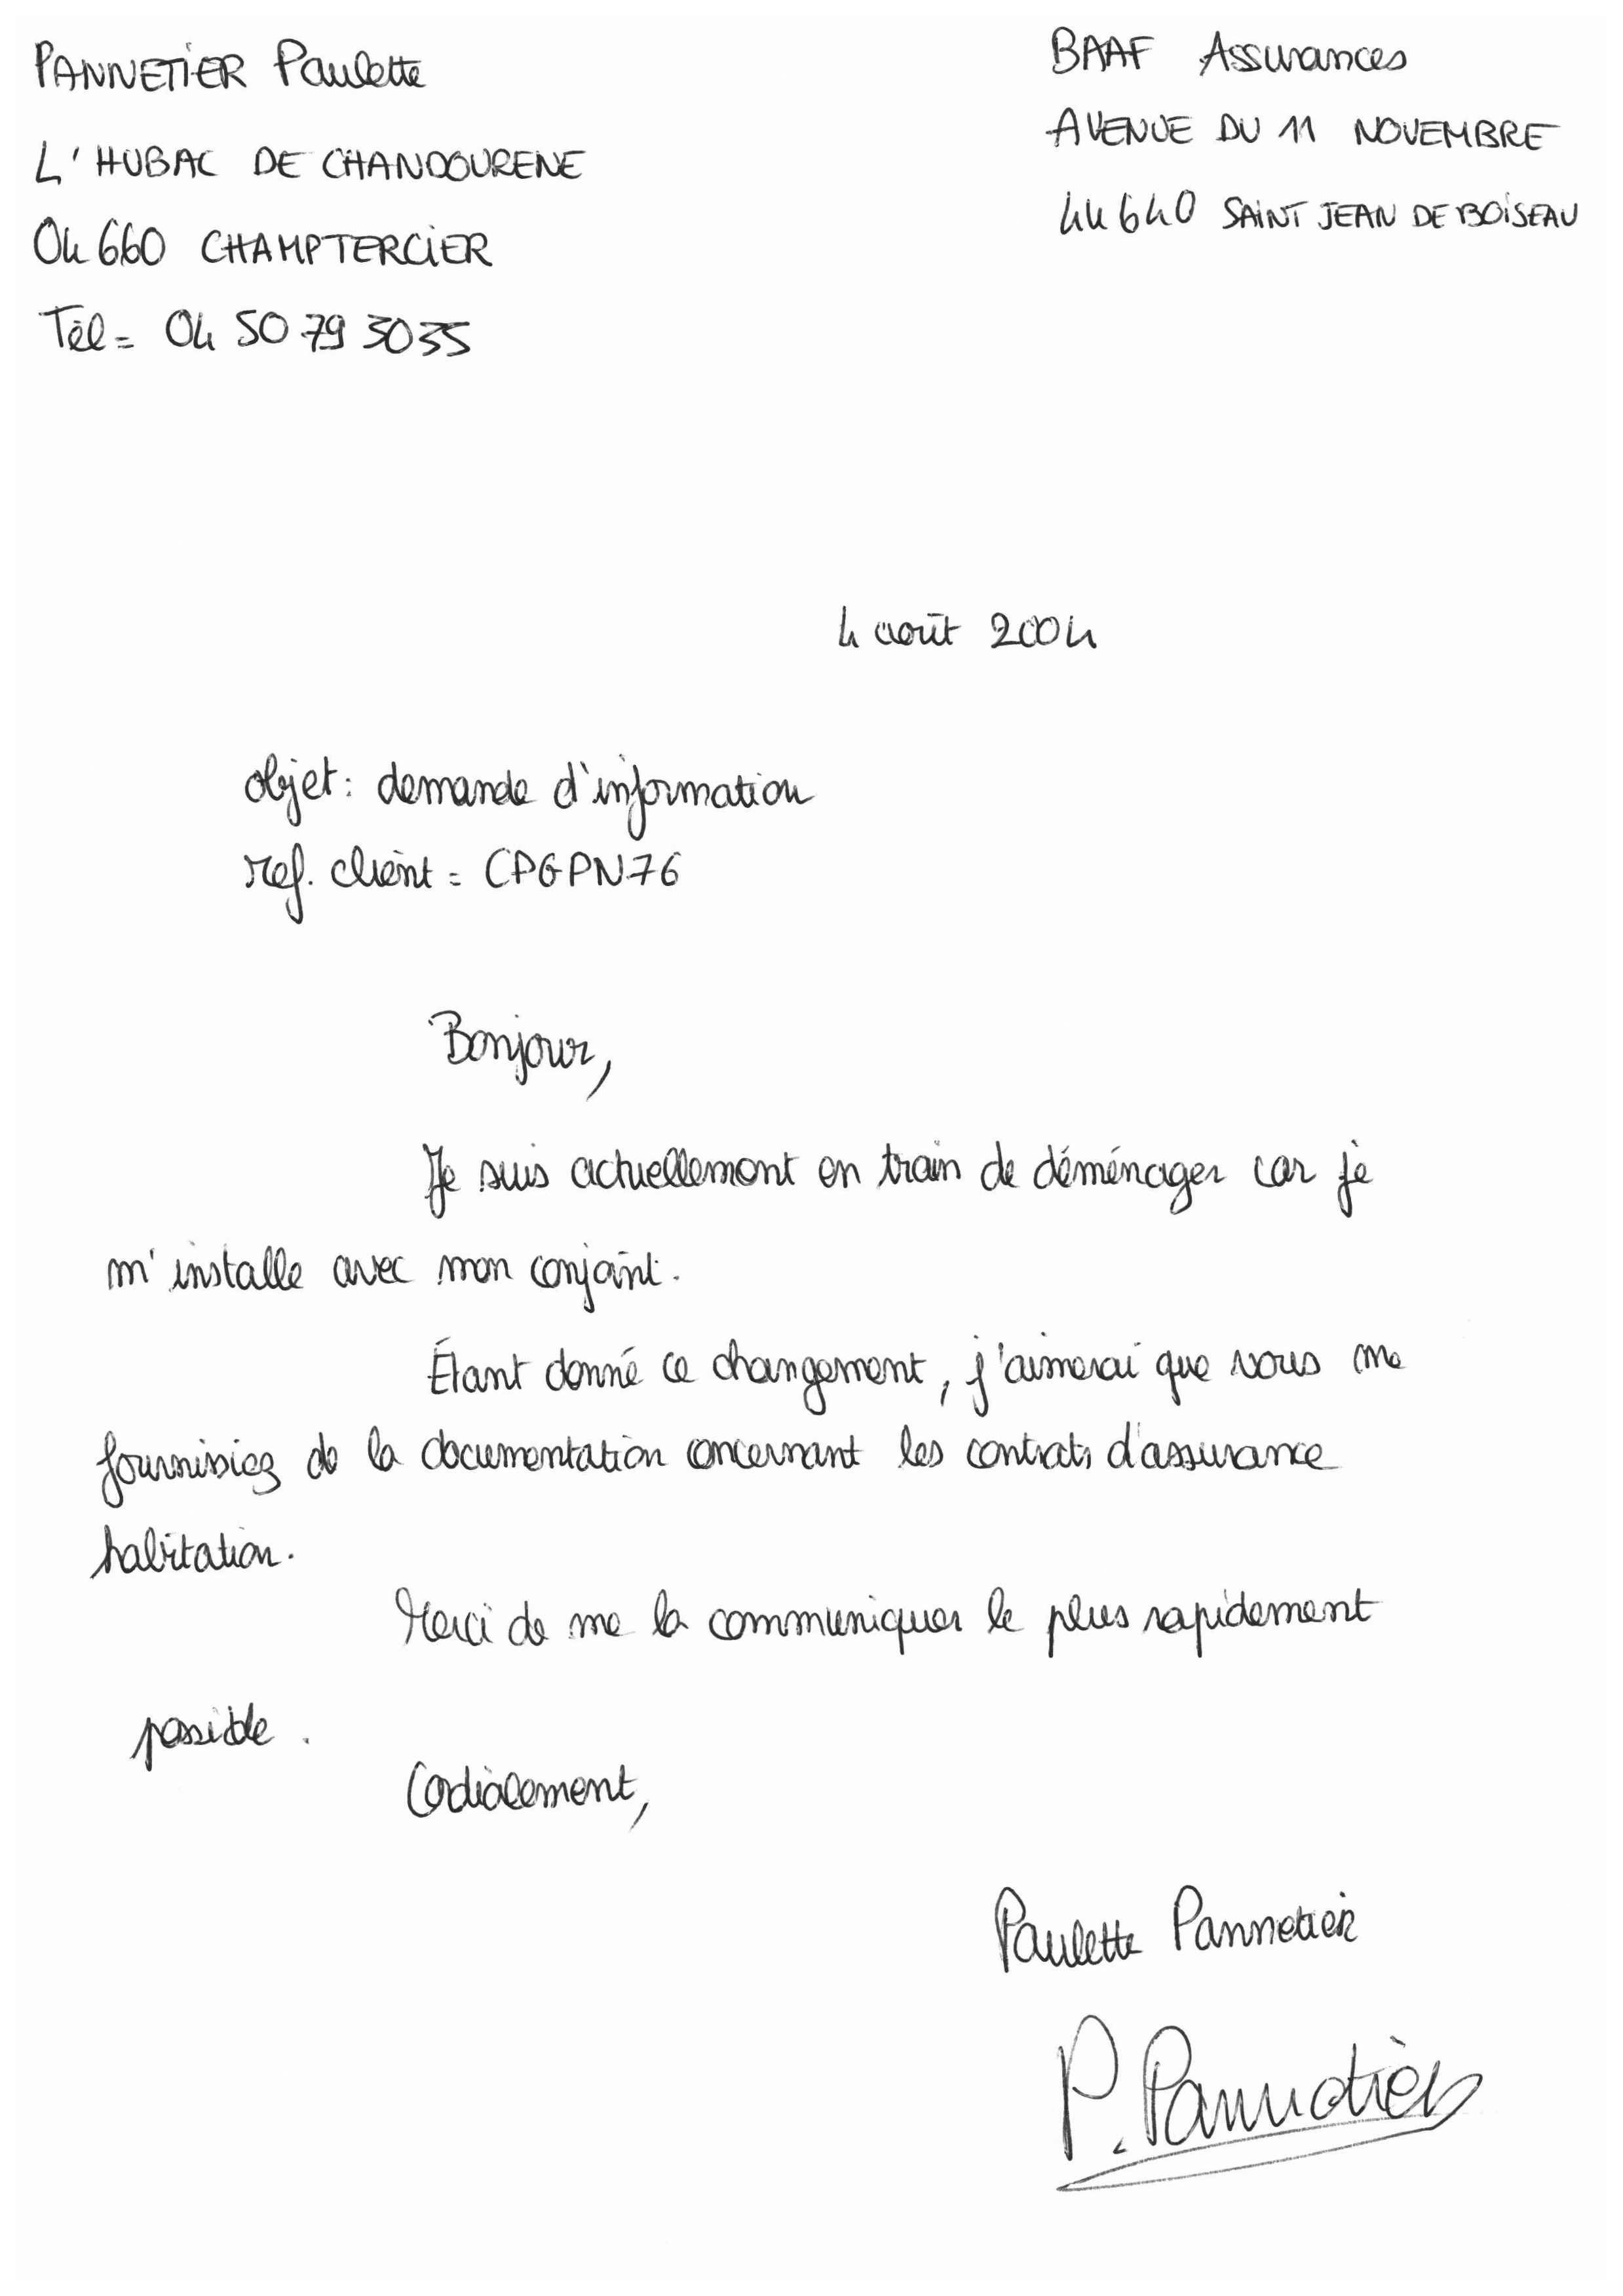 PANNETIER Paulette
L'HUBAC DE CHANDOURENE
04 660 CHAMPTERCIER
Tél = 04 50 79 30 35
BAAF Assurances
AVENUE DU 11 NOVEMBRE
44640 SAINT JEAN DE BOISEAU
4 août 2004
objet : demande d'information
ref. client = CPGPN76
Bonjour,
Je suis actuellement en train de déménager car je
m'installe avec mon conjoint.
Étant donné ce changement, j'aimerai que vous me
fournissiez de la documentation concernant les contrats d'assurance
habitation.
Merci de me la communiquer le plus rapidement
possible.
Cordialement,
Paulette Pannetier
P. Pannetier